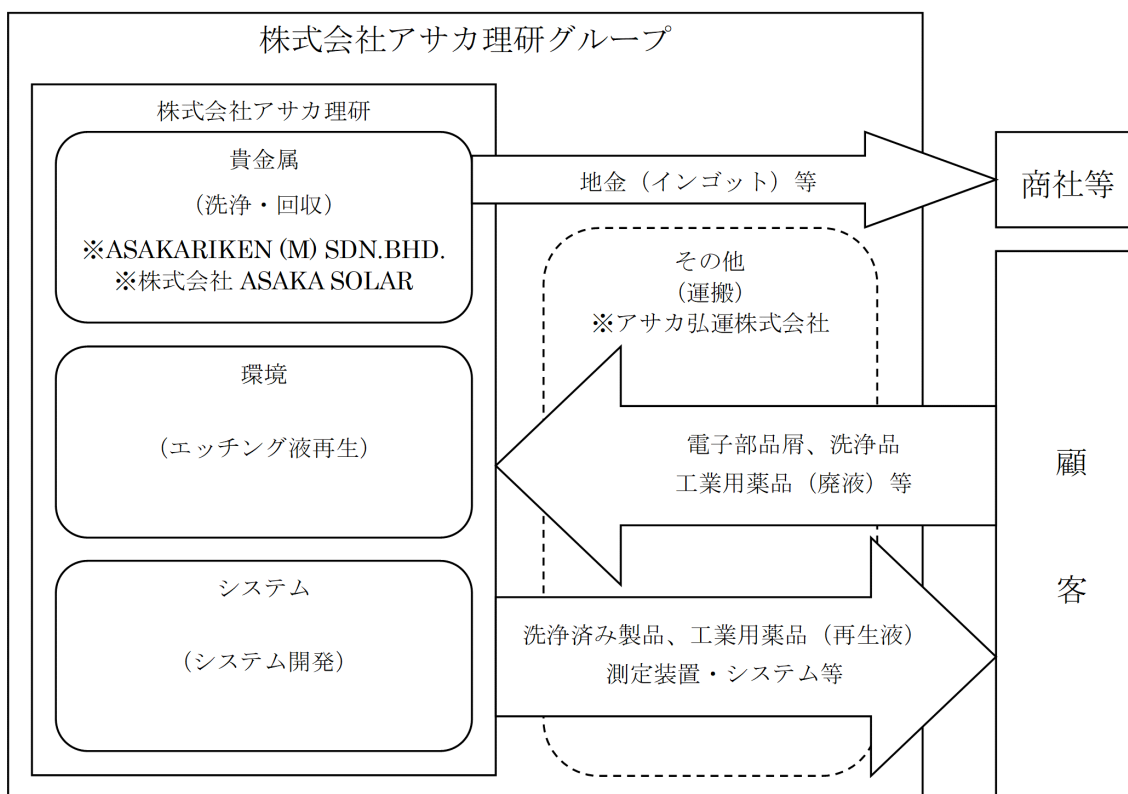 株式会社アサカ理研グループ
株式会社アサカ理研
貴金属
(洗浄・回収)
※ASAKARIKEN (M) SDN.BHD.
※株式会社 ASAKA SOLAR
環境
(エッチング液再生)
システム
(システム開発)
地金(インゴット)等
その他
(運搬)
※アサカ弘運株式会社
電子部品屑、洗浄品
工業用薬品(廃液)等
洗浄済み製品、工業用薬品(再生液)
測定装置・システム等
商社等
顧
客